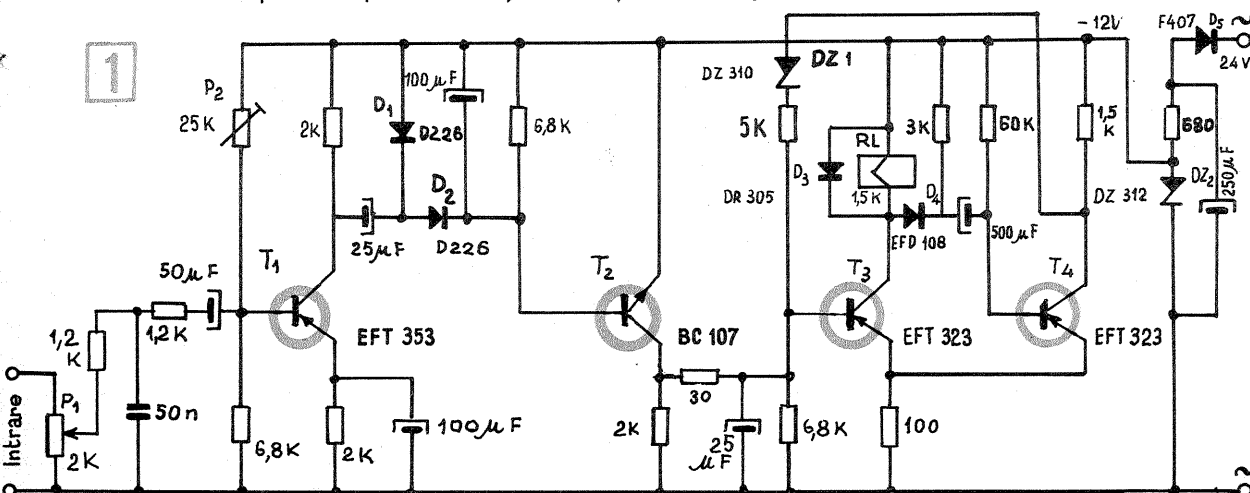 1
P2
25K
2K
D1
D226
100µF
6,8K
D2
D226
25µF
T1
EFT 353
50µF
1,2K
1,2
K
50n
P1
2K
Intrare
6,8K
2K
100µF
T2
BC 107
2K
30
25
µF
6,8K
DZ 310
DZ1
5K
DR 305
D3
RL
1,5K
3K
D4
EFD 108
60K
500µF
T3
EFT 323
100
T4
EFT 323
-12V
1,5
K
DZ 312
F407
D5
~
24V
680
DZ2
250µF
~